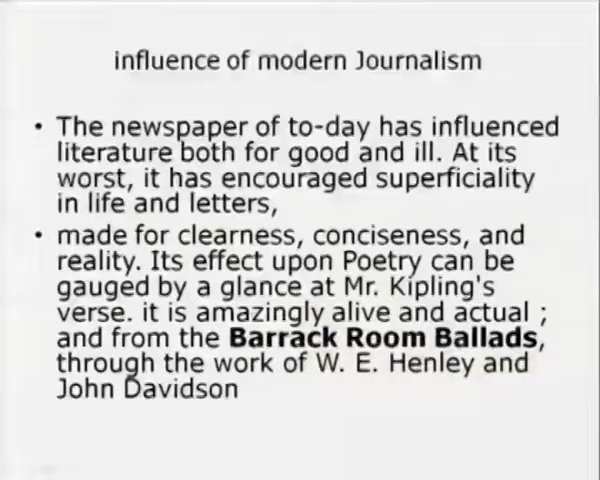 influence of modern Journalism
• The newspaper of to-day has influenced
literature both for good and ill. At its
worst, it has encouraged superficiality
in life and letters,
• made for clearness, conciseness, and
reality. Its effect upon Poetry can be
gauged by a glance at Mr. Kipling's
verse. it is amazingly alive and actual ;
and from the Barrack Room Ballads,
through the work of W. E. Henley and
John Davidson